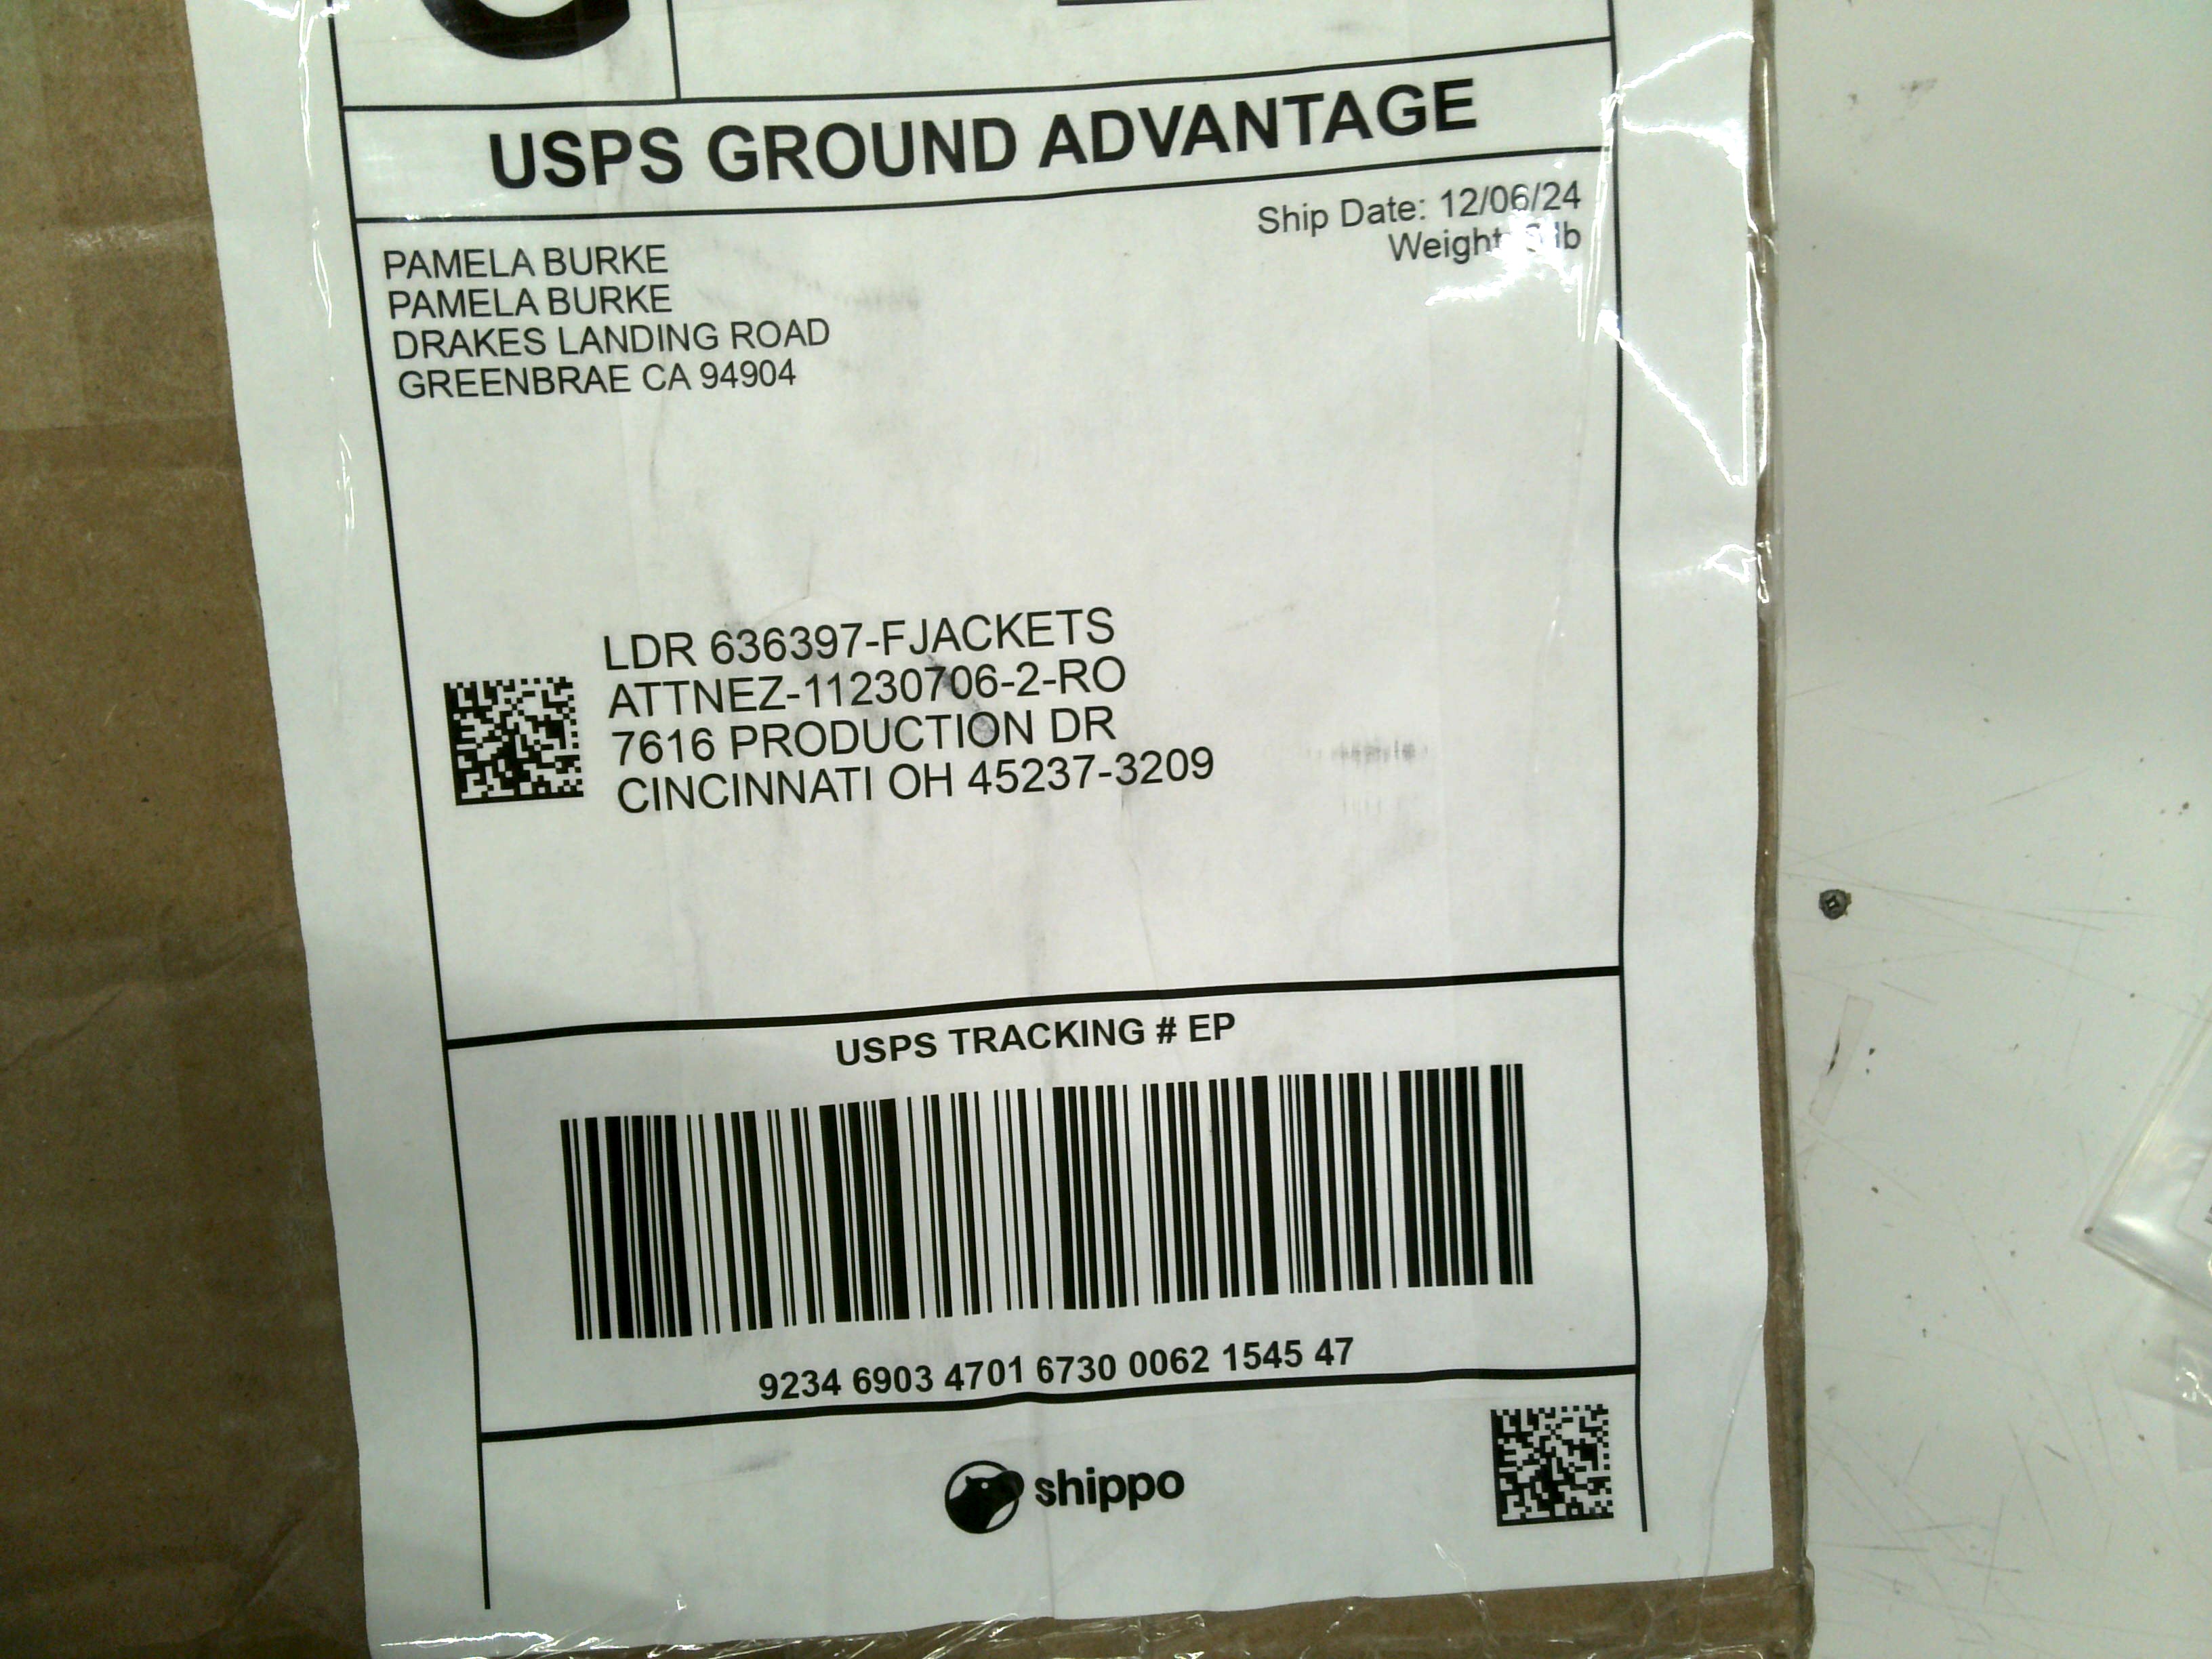 USPS GROUND ADVANTAGE
Ship Date: 12/06/24
Weight: lb
PAMELA BURKE
PAMELA BURKE
DRAKES LANDING ROAD
GREENBRAE CA 94904
LDR 636397-FJACKETS
ATTNEZ-11230706-2-RO
7616 PRODUCTION DR
CINCINNATI OH 45237-3209
USPS TRACKING # EP
9234 6903 4701 6730 0062 1545 47
shippo